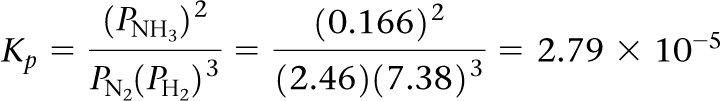 K_p = (P_NH₃)² / P_N₂(P_H₂)³ = (0.166)² / (2.46)(7.38)³ = 2.79 × 10⁻⁵